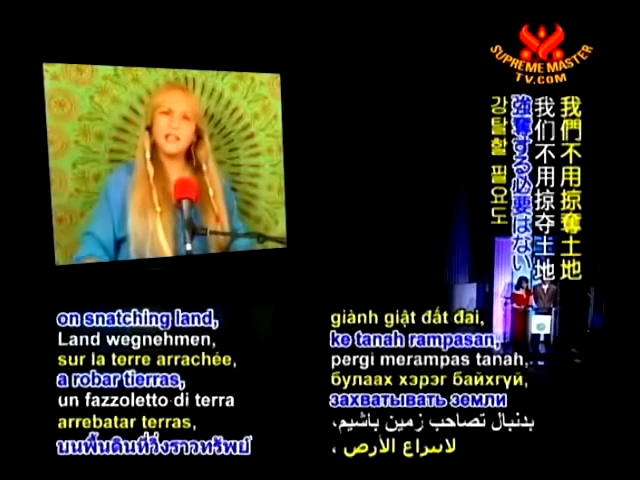 SUPREME MASTER
TV.COM
我們不用掠奪土地
我们不用掠夺土地
強奪する必要はない
강탈할 필요도
on snatching land,
Land wegnehmen,
sur la terre arrachée,
a robar tierras,
un fazzoletto di terra
arrebatar terras,
บนพื้นดินที่วิ่งราวทรัพย์
giành giật đất đai,
ke tanah rampasan,
pergi merampas tanah,
булаах хэрэг байхгүй,
захватывать земли
بدنبال تصاحب زمین باشیم،
لاسراع الأرض ،